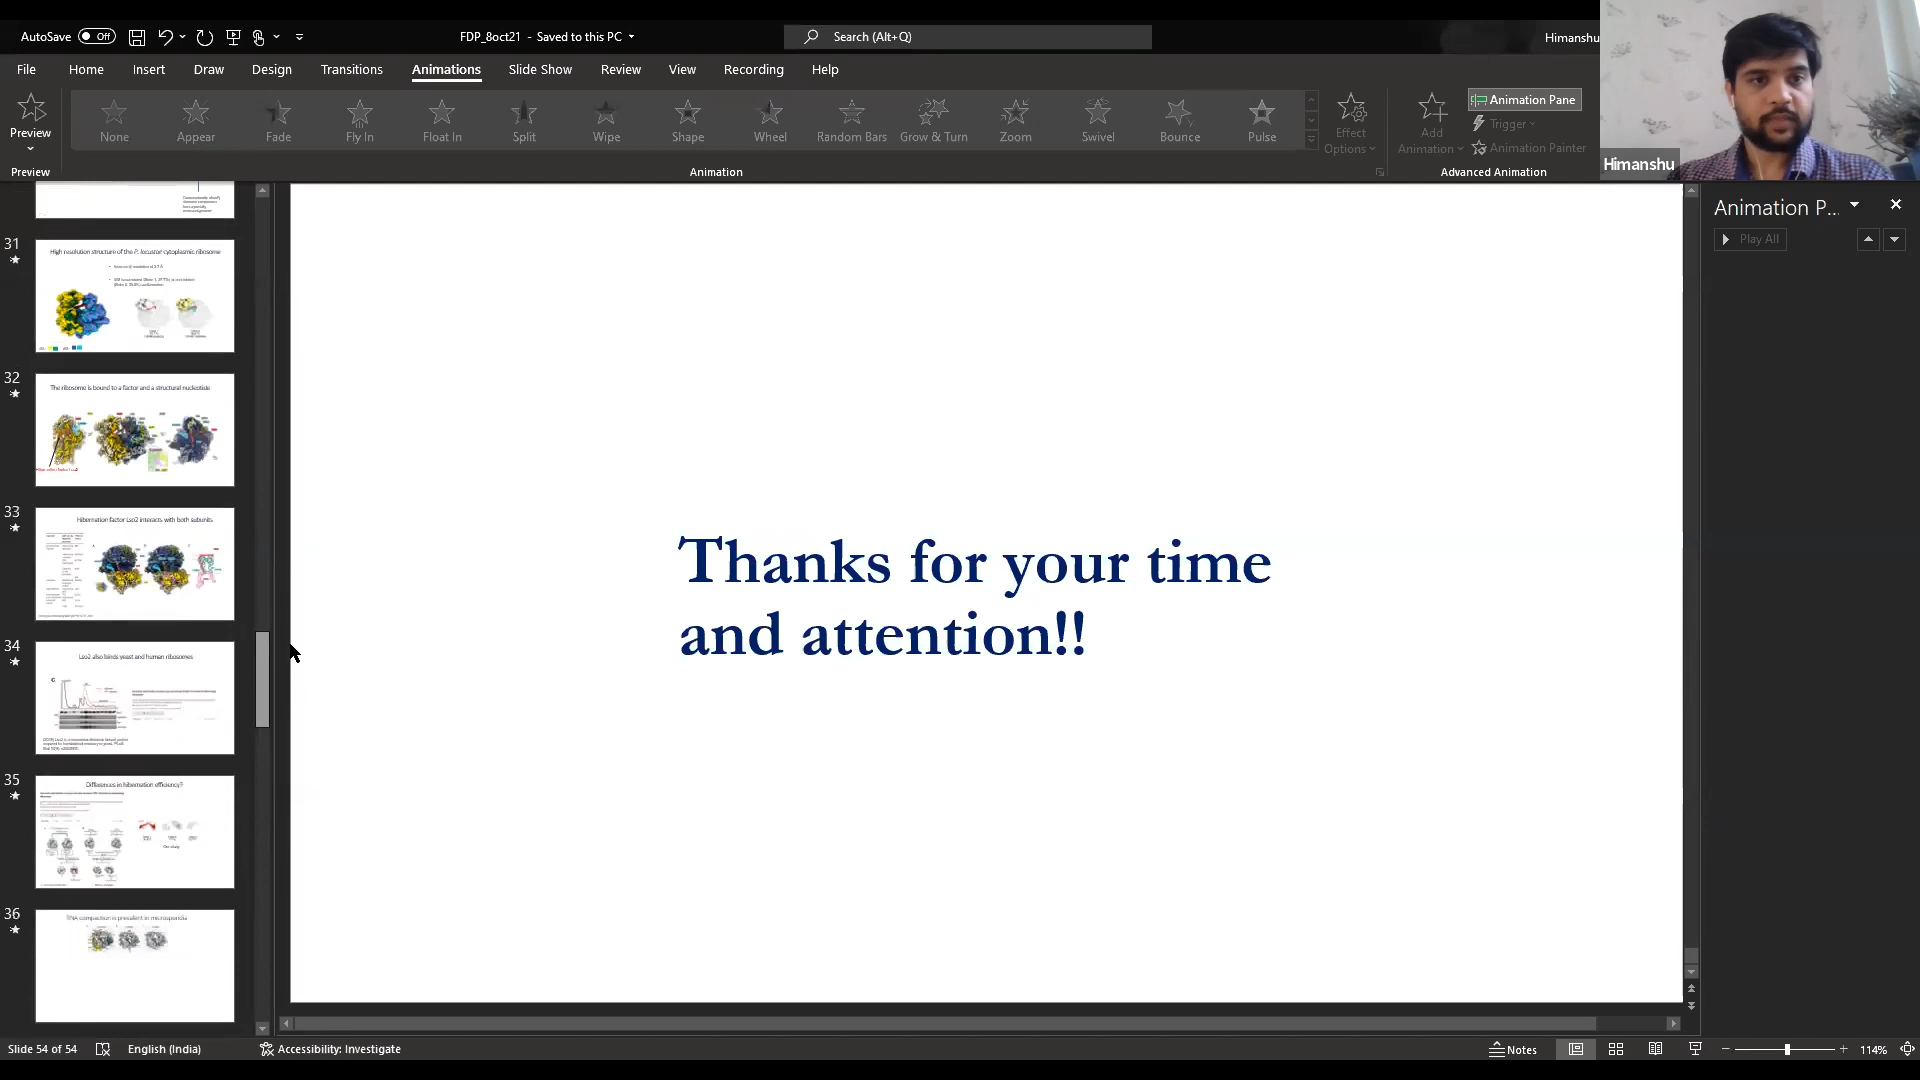 AutoSave Off
FDP_8oct21 - Saved to this PC
Search (Alt+Q)
Himanshu
File Home Insert Draw Design Transitions Animations Slide Show Review View Recording Help
Preview
None Appear Fade Fly In Float In Split Wipe Shape Wheel Random Bars Grow & Turn Zoom Swivel Bounce Pulse
Effect Options
Add Animation
Animation Pane
Trigger
Animation Painter
Preview
Animation
Advanced Animation
Himanshu
31
High resolution structure of the P. locustae cytoplasmic ribosome
32
The ribosome is bound to a factor and a structural nucleotide
33
Hibernation factor Lso2 interacts with both subunits
34
Lso2 also binds yeast and human ribosomes
35
Differences in hibernation efficiency?
36
Thanks for your time
and attention!!
Animation P...
Play All
Slide 54 of 54
English (India)
Accessibility: Investigate
Notes
114%